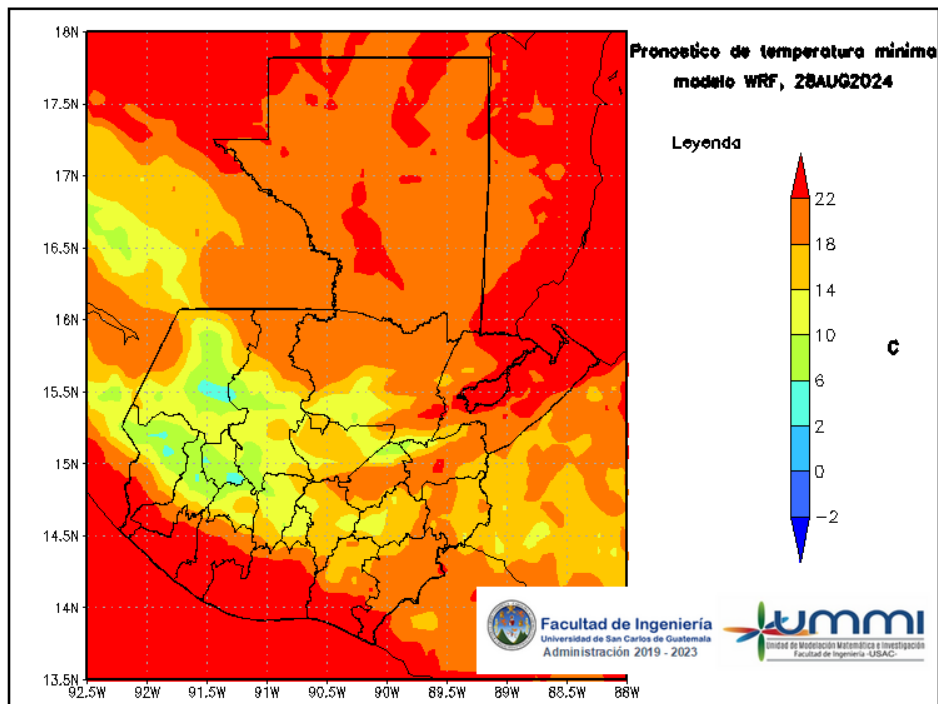 Pronostico de temperatura minima
modelo WRF, 28AUG2024
Leyenda
22
18
14
10
6
2
0
-2
C
18N
17.5N
17N
16.5N
16N
15.5N
15N
14.5N
14N
13.5N
92.5W 92W 91.5W 91W 90.5W 90W 89.5W 89W 88.5W 88W
Facultad de Ingeniería
Universidad de San Carlos de Guatemala
Administración 2019 - 2023
ummi
Unidad de Modelación Matemática e Investigación
Facultad de Ingeniería -USAC-